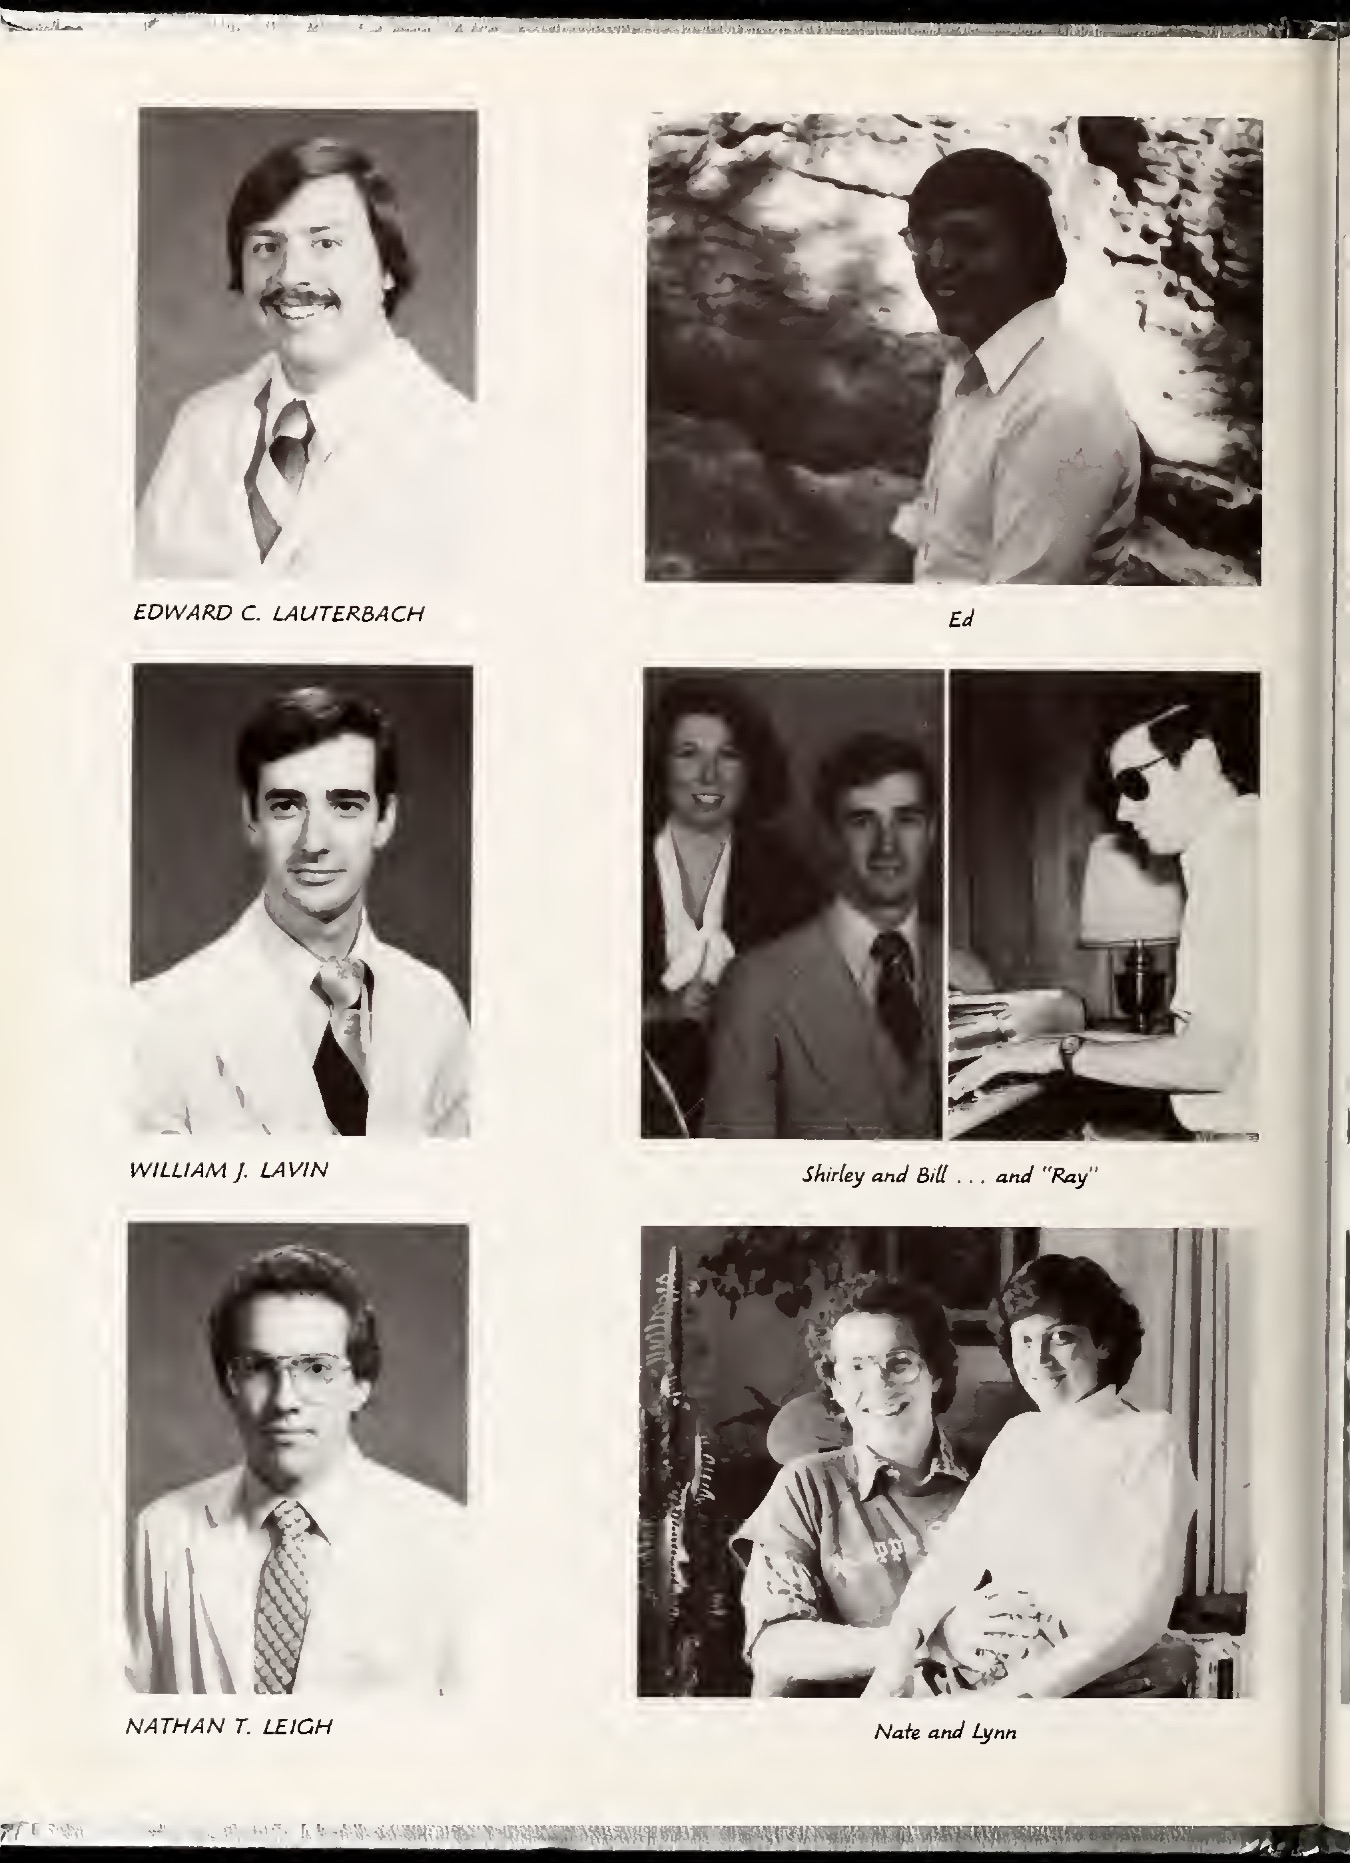 EDWARD C. LAUTERBACH
Ed
WILLIAM J. LAVIN
Shirley and Bill . . . and "Ray"
NATHAN T. LEIGH
Nate and Lynn